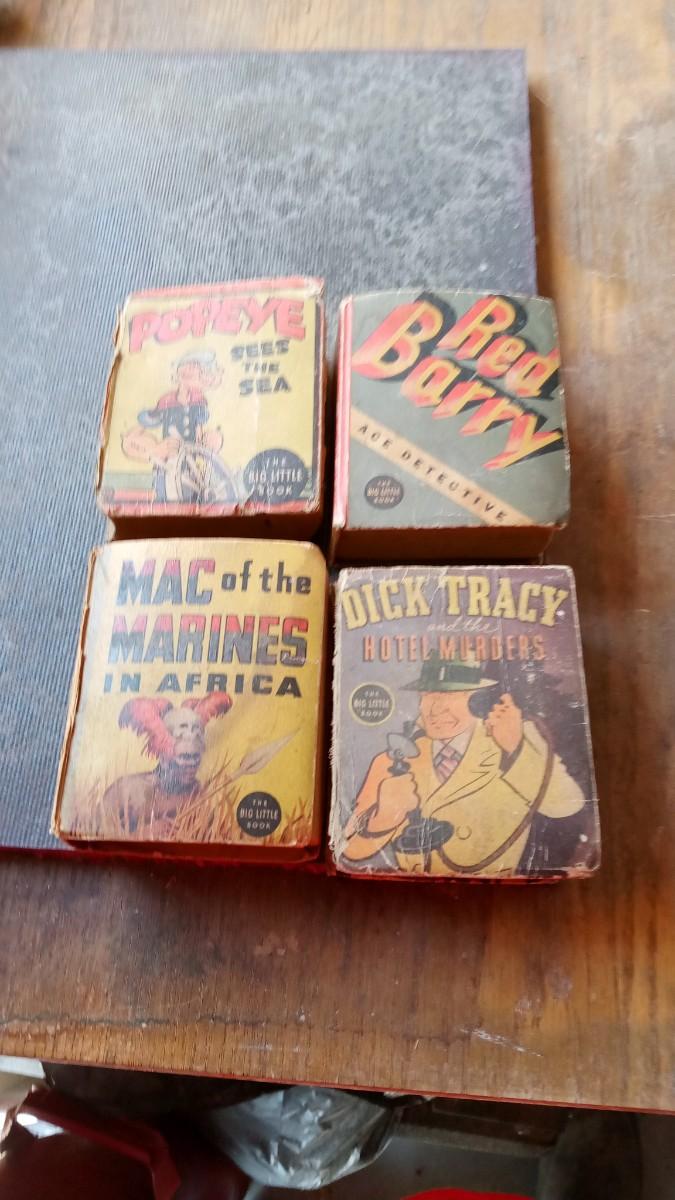 POPEYE
SEES
THE
SEA
THE
BIG LITTLE
BOOK
Red
Barry
ACE DETECTIVE
THE
BIG LITTLE
BOOK
MAC of the
MARINES
IN AFRICA
THE
BIG LITTLE
BOOK
DICK TRACY
and the
HOTEL MURDERS
THE
BIG LITTLE
BOOK